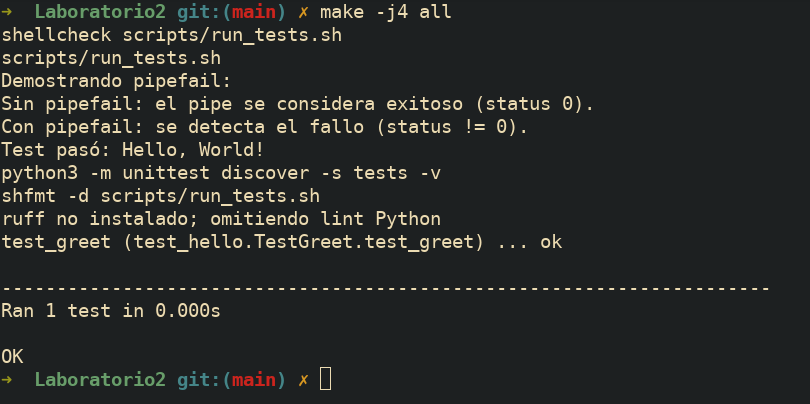 ➜  Laboratorio2 git:(main) ✗ make -j4 all
shellcheck scripts/run_tests.sh
scripts/run_tests.sh
Demostrando pipefail:
Sin pipefail: el pipe se considera exitoso (status 0).
Con pipefail: se detecta el fallo (status != 0).
Test pasó: Hello, World!
python3 -m unittest discover -s tests -v
shfmt -d scripts/run_tests.sh
ruff no instalado; omitiendo lint Python
test_greet (test_hello.TestGreet.test_greet) ... ok
----------------------------------------------------------------------
Ran 1 test in 0.000s
OK
➜  Laboratorio2 git:(main) ✗